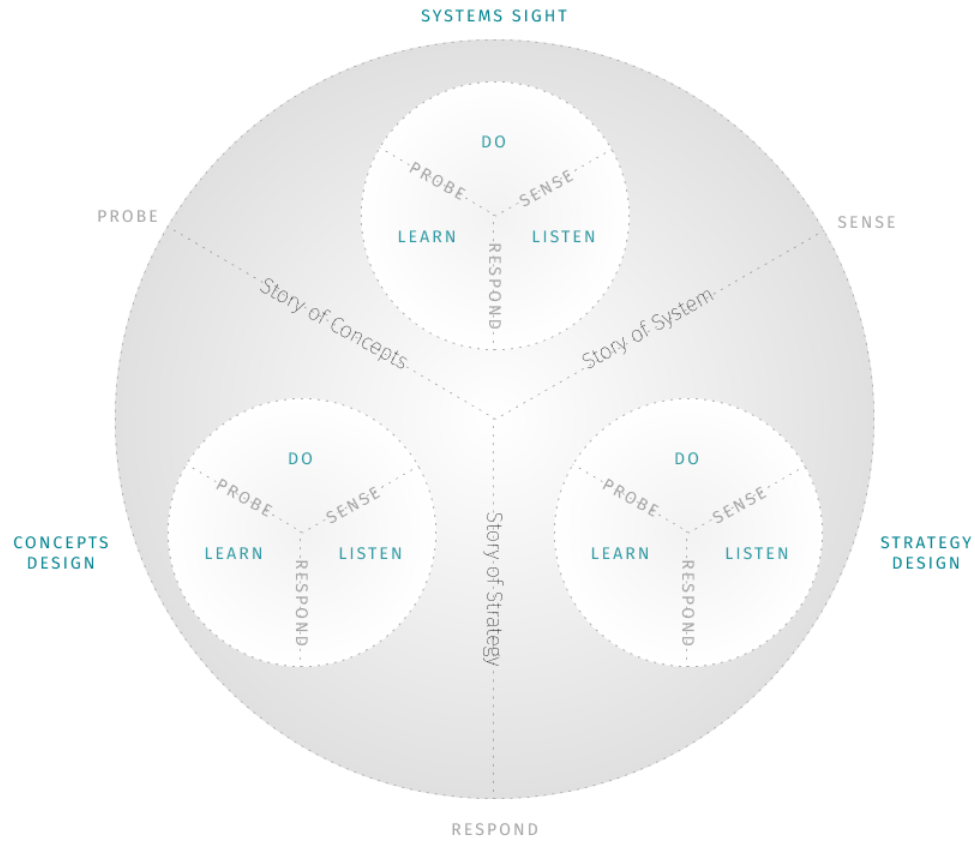 SYSTEMS SIGHT
DO
PROBE
SENSE
LEARN
LISTEN
RESPOND
PROBE
SENSE
Story of Concepts
Story of System
DO
PROBE
SENSE
LEARN
LISTEN
RESPOND
Story of Strategy
DO
PROBE
SENSE
LEARN
LISTEN
RESPOND
CONCEPTS
DESIGN
STRATEGY
DESIGN
RESPOND